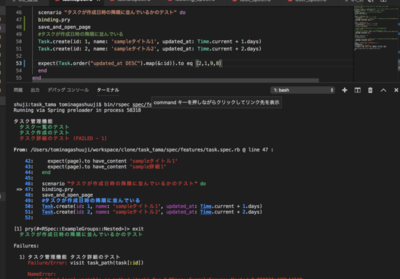 48 scenario "タスクが作成日時の降順に並んでいるかのテスト" do
49 binding.pry
50 save_and_open_page
#タスクが作成日時の降順に並んでいる
51 Task.create(id: 1, name: 'sampleタイトル1', updated_at: Time.current + 1.days)
52 Task.create(id: 2, name: 'sampleタイトル2', updated_at: Time.current + 2.days)
53 expect(Task.order("updated_at DESC").map(&:id)).to eq [2,1,9,8]
54 end
55 end
問題 出力 デバッグ コンソール ターミナル
command キーを押しながらクリックしてリンク先を表示
shuji:task_tama tomogashuuji$ bin/rspec spec/fe
Running via Spring preloader in process 50318
タスク管理機能
タスク一覧のテスト
タスク作成のテスト
タスク詳細のテスト (FAILED - 1)
From: /Users/tominagashuuji/workspace/clone/task_tama/spec/features/task.spec.rb @ line 47 :
42: expect(page).to have_content "sampleタイトル1"
43: expect(page).to have_content "sample詳細1"
44: end
45:
46: scenario "タスクが作成日時の降順に並んでいるかのテスト" do
=> 47: binding.pry
48: save_and_open_page
49: #タスクが作成日時の降順に並んでいる
50: Task.create(id: 1, name: 'sampleタイトル1', updated_at: Time.current + 1.days)
51: Task.create(id: 2, name: 'sampleタイトル2', updated_at: Time.current + 2.days)
52:
[1] pry(#<RSpec::ExampleGroups::Nested>)> exit
タスクが作成日時の降順に並んでいるかのテスト
Failures:
1) タスク管理機能 タスク詳細のテスト
Failure/Error: visit task_path(task[:id])
NameError: